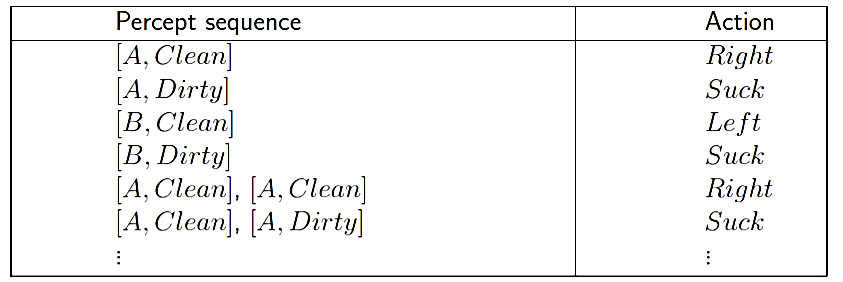 Percept sequence Action
[A, Clean] Right
[A, Dirty] Suck
[B, Clean] Left
[B, Dirty] Suck
[A, Clean], [A, Clean] Right
[A, Clean], [A, Dirty] Suck
⋮ ⋮